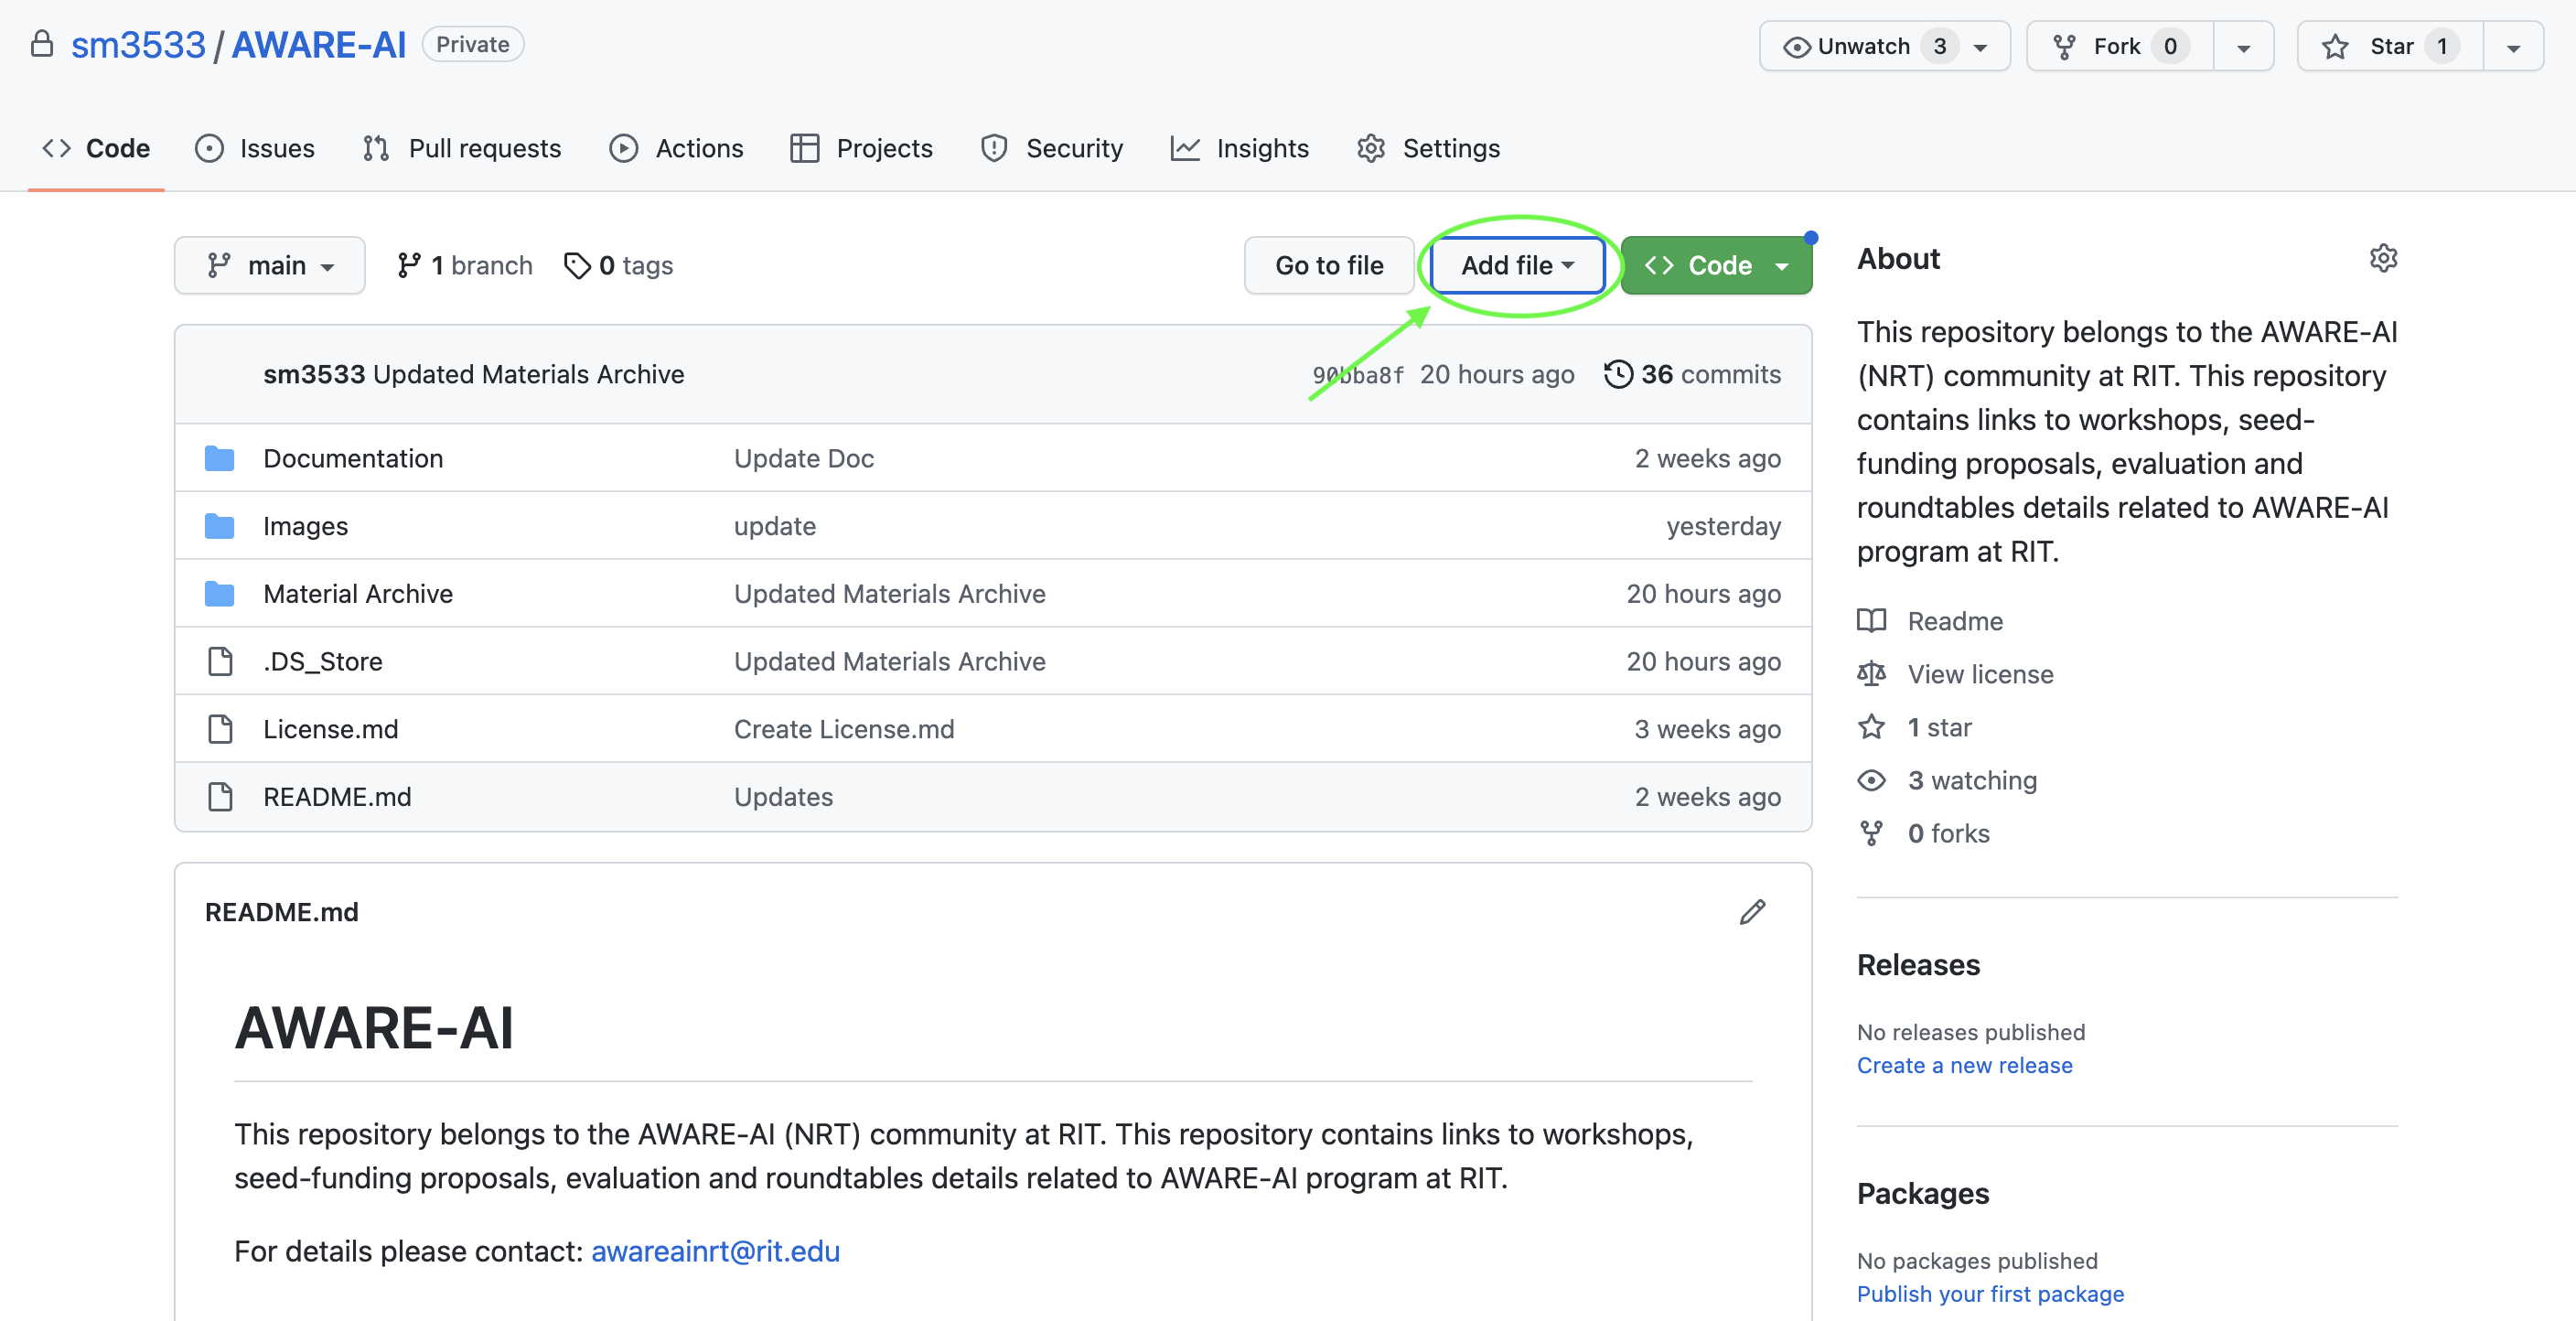 sm3533 / AWARE-AI Private
Unwatch 3 Fork 0 Star 1
Code Issues Pull requests Actions Projects Security Insights Settings
main 1 branch 0 tags Go to file Add file Code
sm3533 Updated Materials Archive 90bba8f 20 hours ago 36 commits
Documentation Update Doc 2 weeks ago
Images update yesterday
Material Archive Updated Materials Archive 20 hours ago
.DS_Store Updated Materials Archive 20 hours ago
License.md Create License.md 3 weeks ago
README.md Updates 2 weeks ago
README.md
AWARE-AI
This repository belongs to the AWARE-AI (NRT) community at RIT. This repository contains links to workshops,
seed-funding proposals, evaluation and roundtables details related to AWARE-AI program at RIT.
For details please contact: awareainrt@rit.edu
About
This repository belongs to the AWARE-AI
(NRT) community at RIT. This repository
contains links to workshops, seed-
funding proposals, evaluation and
roundtables details related to AWARE-AI
program at RIT.
Readme
View license
1 star
3 watching
0 forks
Releases
No releases published
Create a new release
Packages
No packages published
Publish your first package